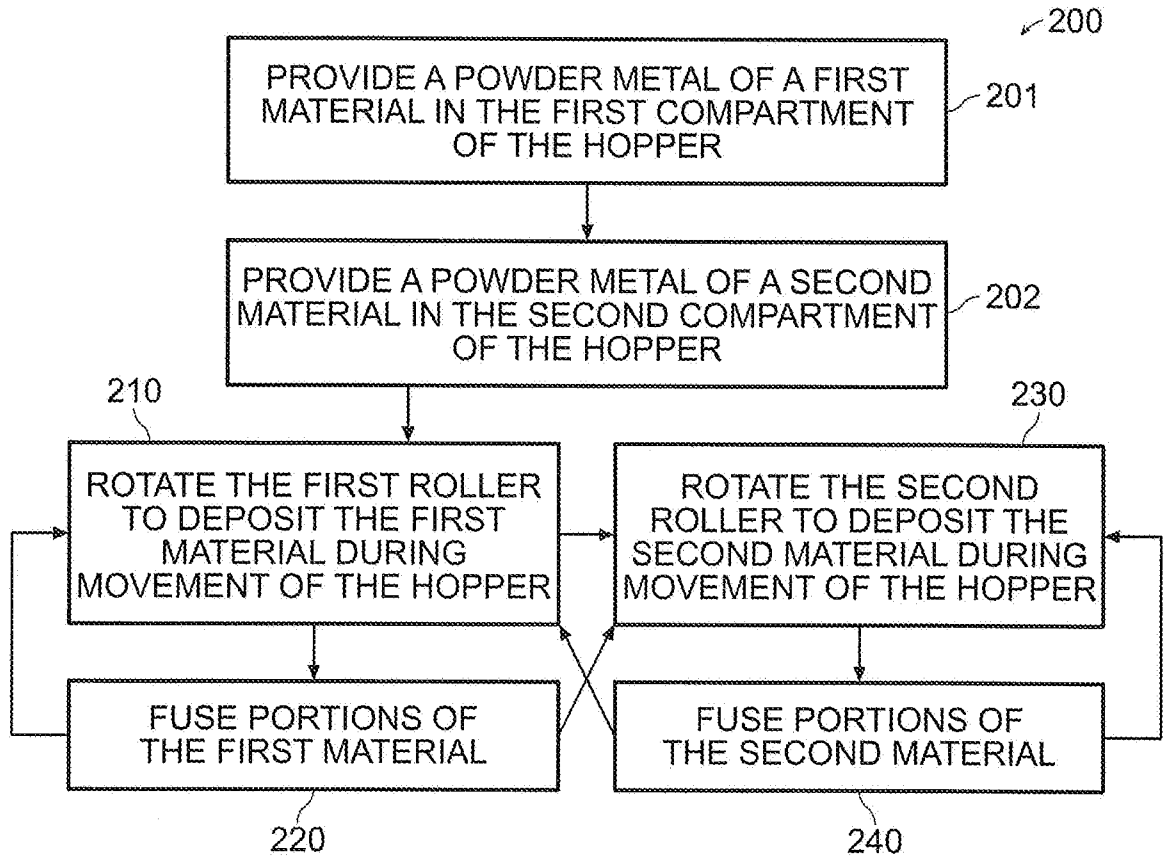 200
PROVIDE A POWDER METAL OF A FIRST
MATERIAL IN THE FIRST COMPARTMENT
OF THE HOPPER
201
PROVIDE A POWDER METAL OF A SECOND
MATERIAL IN THE SECOND COMPARTMENT
OF THE HOPPER
202
210
ROTATE THE FIRST ROLLER
TO DEPOSIT THE FIRST
MATERIAL DURING
MOVEMENT OF THE HOPPER
230
ROTATE THE SECOND
ROLLER TO DEPOSIT THE
SECOND MATERIAL DURING
MOVEMENT OF THE HOPPER
FUSE PORTIONS OF
THE FIRST MATERIAL
220
FUSE PORTIONS OF
THE SECOND MATERIAL
240